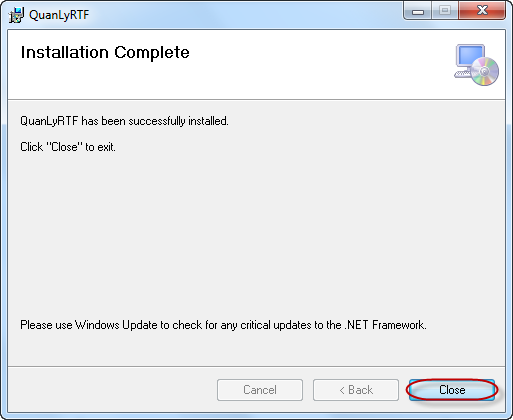 QuanLyRTF
Installation Complete
QuanLyRTF has been successfully installed.
Click "Close" to exit.
Please use Windows Update to check for any critical updates to the .NET Framework.
Cancel
< Back
Close